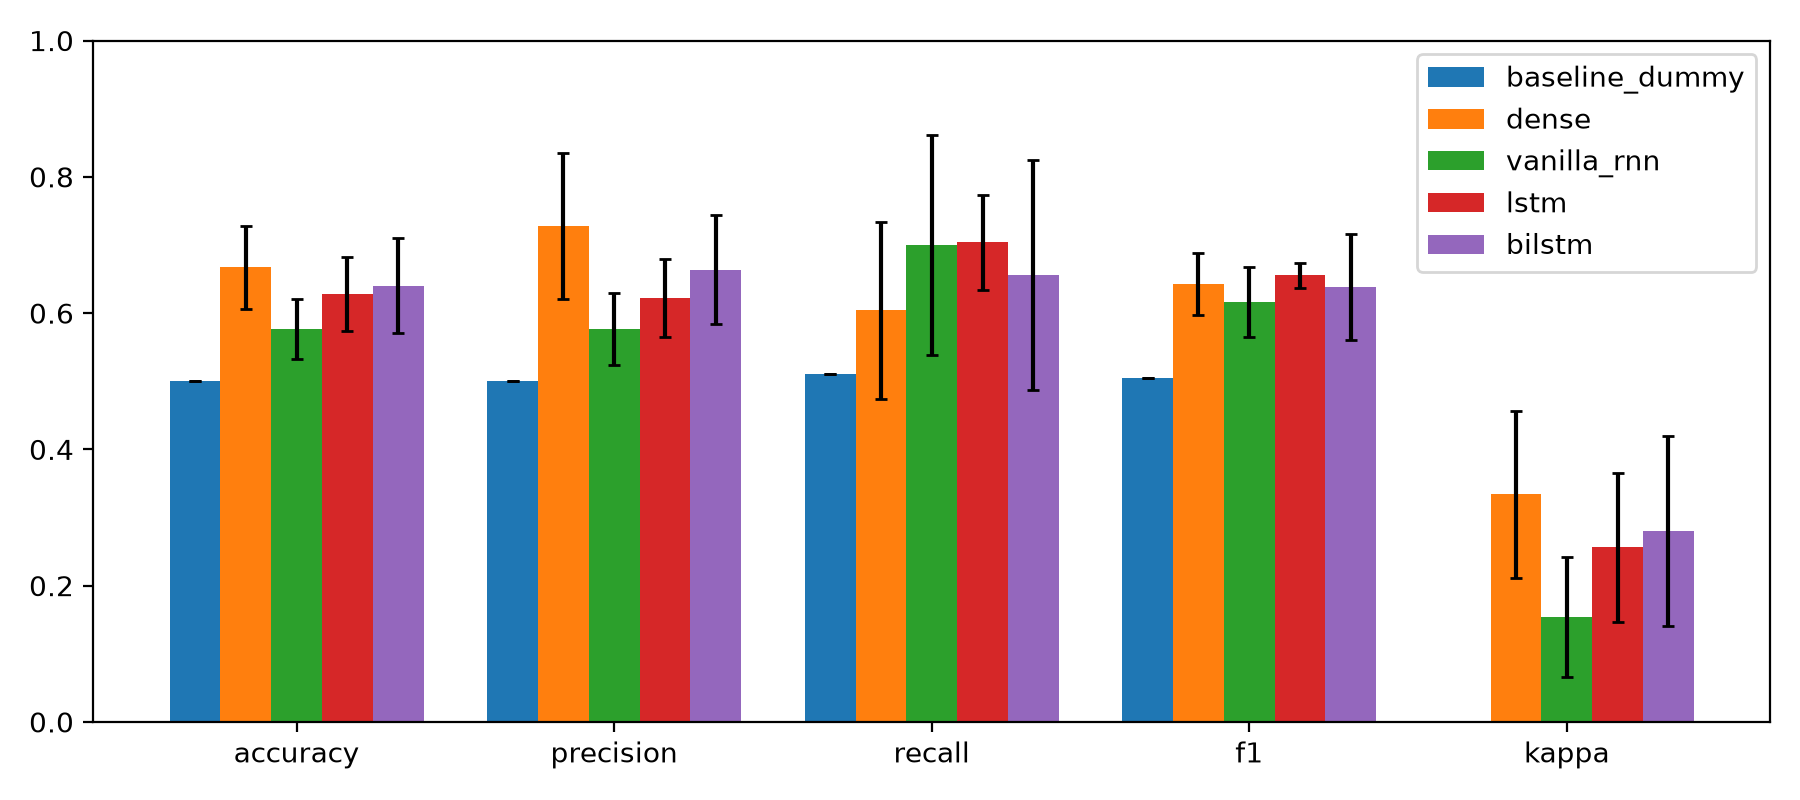 1.0
0.8
0.6
0.4
0.2
0.0
baseline_dummy
dense
vanilla_rnn
lstm
bilstm
accuracy
precision
recall
f1
kappa